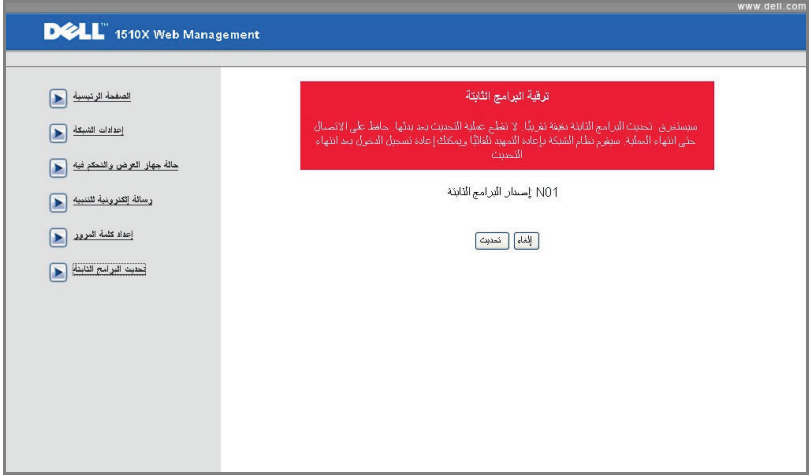 www.dell.com
DELL™ 1510X Web Management
الصفحة الرئيسية
إعدادات الشبكة
حالة جهاز العرض والتحكم فيه
رسالة إلكترونية للتنبيه
إعداد كلمة المرور
تحديث البرامج الثابتة
ترقية البرامج الثابتة
سيستغرق تحديث البرامج الثابتة دقيقة تقريبًا. لا تقطع عملية التحديث بعد بدئها. حافظ على الاتصال
حتى انتهاء العملية. سيقوم نظام الشبكة بإعادة التمهيد تلقائيًا ويمكنك إعادة تسجيل الدخول بعد انتهاء
التحديث
إصدار البرامج الثابتة N01
إلغاء تحديث